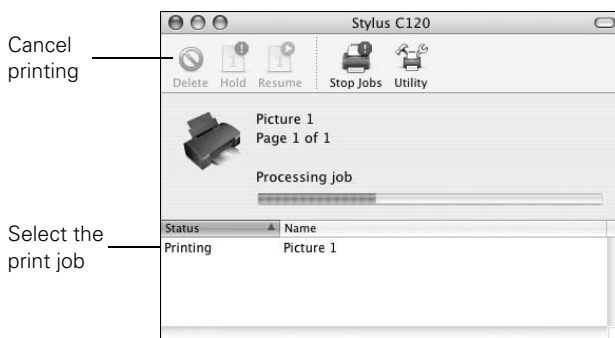 Stylus C120
Cancel
printing
Delete Hold Resume Stop Jobs Utility
Picture 1
Page 1 of 1
Processing job
Select the
print job
Status Name
Printing Picture 1